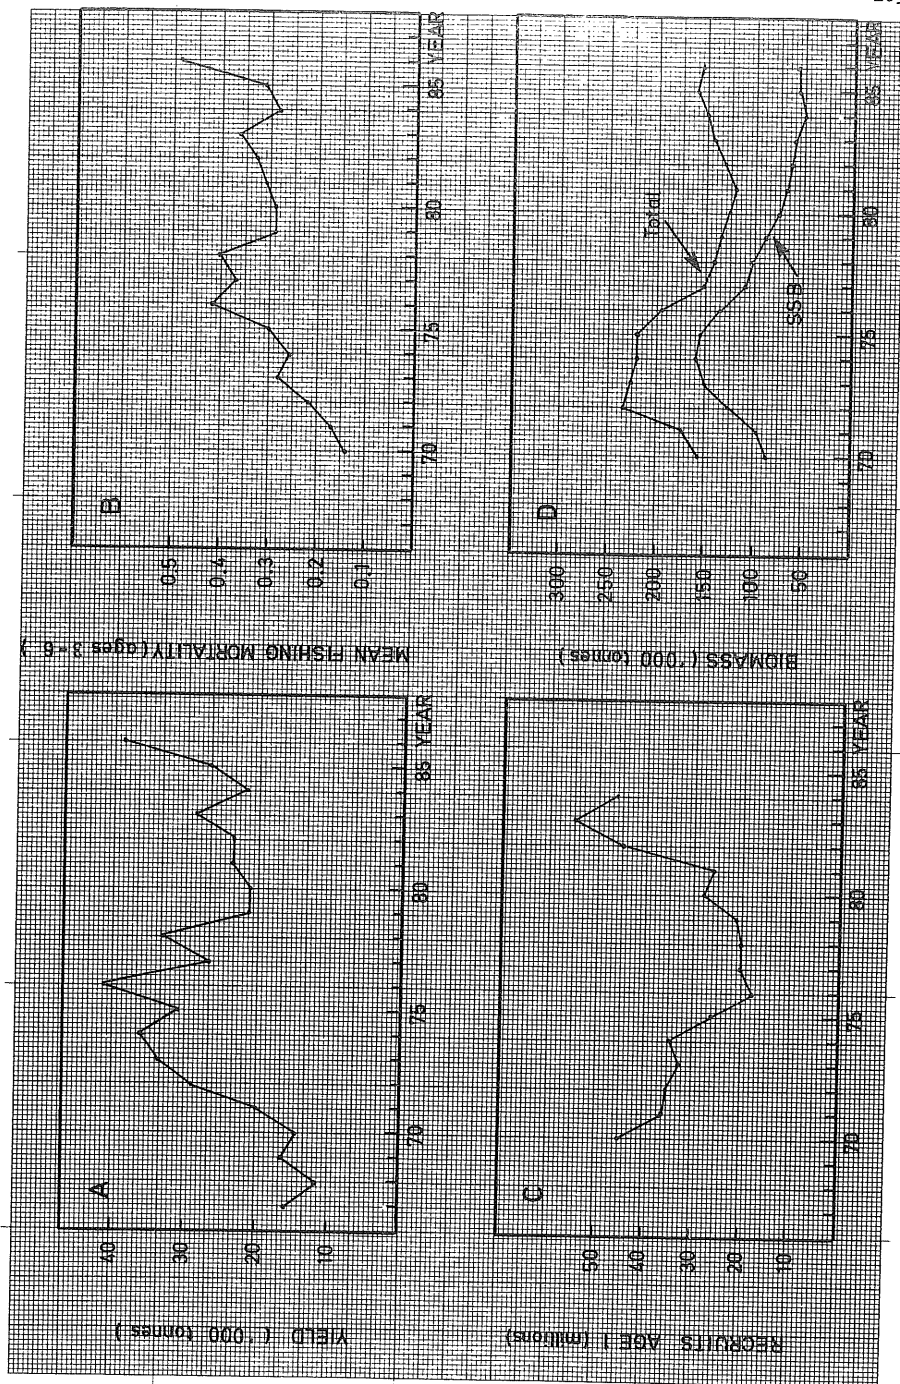 A
YIELD ('000 tonnes)
40
30
20
10
70
75
80
85 YEAR
B
MEAN FISHING MORTALITY (ages 3-6)
0.5
0.4
0.3
0.2
0.1
70
75
80
85 YEAR
C
RECRUITS AGE 1 (millions)
50
40
30
20
10
70
75
80
85 YEAR
D
BIOMASS ('000 tonnes)
300
250
200
150
100
50
Total
SSB
70
75
80
85 YEAR